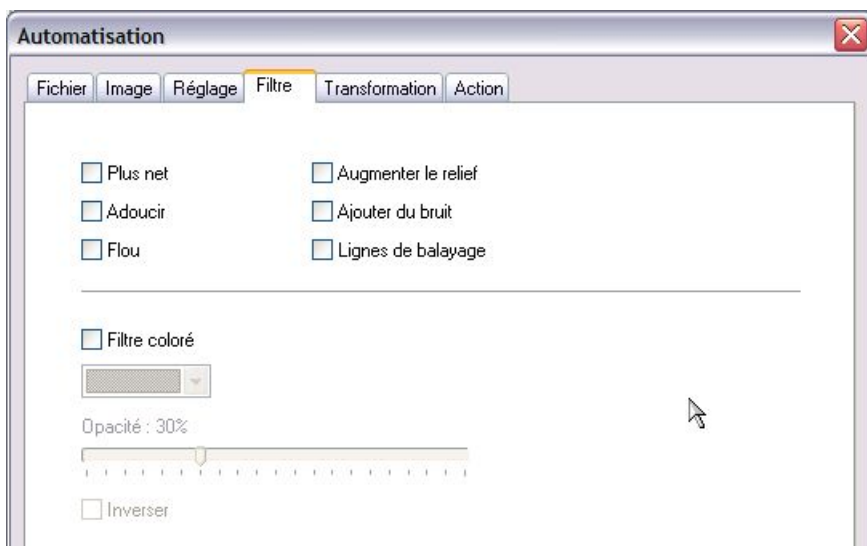 Automatisation
Fichier Image Réglage Filtre Transformation Action
Plus net Augmenter le relief
Adoucir Ajouter du bruit
Flou Lignes de balayage
Filtre coloré
Opacité : 30%
Inverser